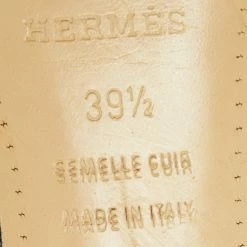 HERMÈS
39½
SEMELLE CUIR
MADE IN ITALY